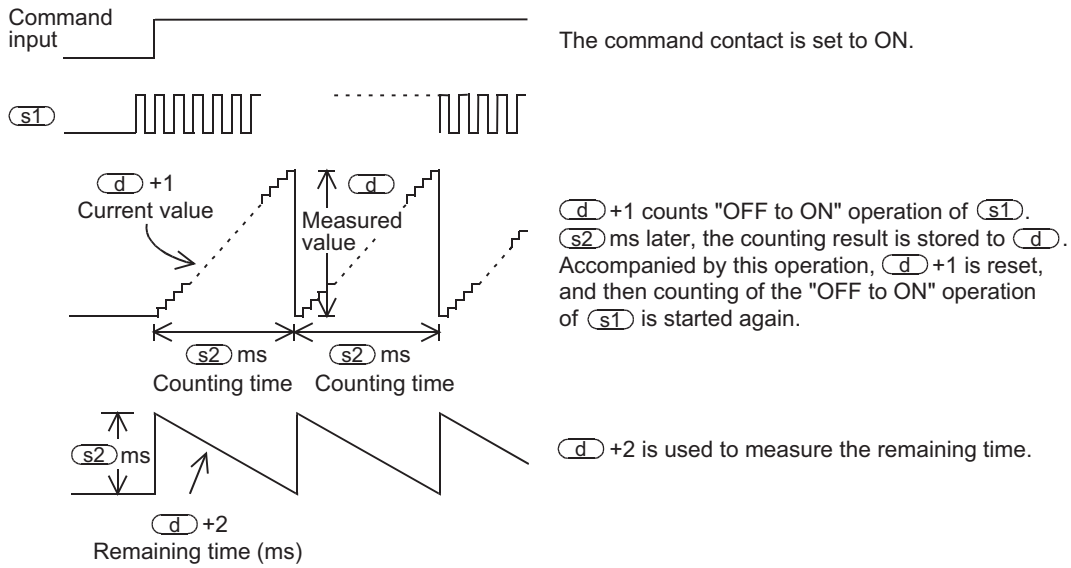 Command
input
The command contact is set to ON.
s1
d +1
Current value
d
Measured
value
d +1 counts "OFF to ON" operation of s1.
s2 ms later, the counting result is stored to d.
Accompanied by this operation, d +1 is reset,
and then counting of the "OFF to ON" operation
of s1 is started again.
s2 ms
Counting time
s2 ms
Counting time
s2 ms
d +2 is used to measure the remaining time.
d +2
Remaining time (ms)